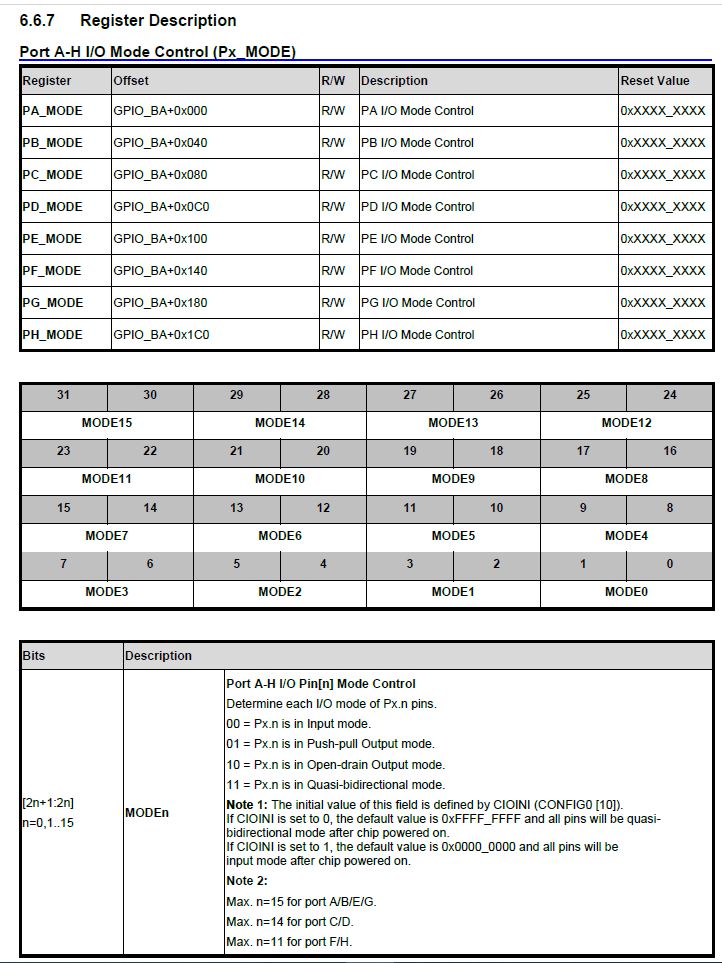 6.6.7 Register Description
Port A-H I/O Mode Control (Px_MODE)
Register Offset R/W Description Reset Value
PA_MODE GPIO_BA+0x000 R/W PA I/O Mode Control 0xXXXX_XXXX
PB_MODE GPIO_BA+0x040 R/W PB I/O Mode Control 0xXXXX_XXXX
PC_MODE GPIO_BA+0x080 R/W PC I/O Mode Control 0xXXXX_XXXX
PD_MODE GPIO_BA+0x0C0 R/W PD I/O Mode Control 0xXXXX_XXXX
PE_MODE GPIO_BA+0x100 R/W PE I/O Mode Control 0xXXXX_XXXX
PF_MODE GPIO_BA+0x140 R/W PF I/O Mode Control 0xXXXX_XXXX
PG_MODE GPIO_BA+0x180 R/W PG I/O Mode Control 0xXXXX_XXXX
PH_MODE GPIO_BA+0x1C0 R/W PH I/O Mode Control 0xXXXX_XXXX
31 30 29 28 27 26 25 24
MODE15 MODE14 MODE13 MODE12
23 22 21 20 19 18 17 16
MODE11 MODE10 MODE9 MODE8
15 14 13 12 11 10 9 8
MODE7 MODE6 MODE5 MODE4
7 6 5 4 3 2 1 0
MODE3 MODE2 MODE1 MODE0
Bits Description
[2n+1:2n]
n=0,1..15
MODEn
Port A-H I/O Pin[n] Mode Control
Determine each I/O mode of Px.n pins.
00 = Px.n is in Input mode.
01 = Px.n is in Push-pull Output mode.
10 = Px.n is in Open-drain Output mode.
11 = Px.n is in Quasi-bidirectional mode.
Note 1: The initial value of this field is defined by CIOINI (CONFIG0 [10]).
If CIOINI is set to 0, the default value is 0xFFFF_FFFF and all pins will be quasi-
bidirectional mode after chip powered on.
If CIOINI is set to 1, the default value is 0x0000_0000 and all pins will be
input mode after chip powered on.
Note 2:
Max. n=15 for port A/B/E/G.
Max. n=14 for port C/D.
Max. n=11 for port F/H.